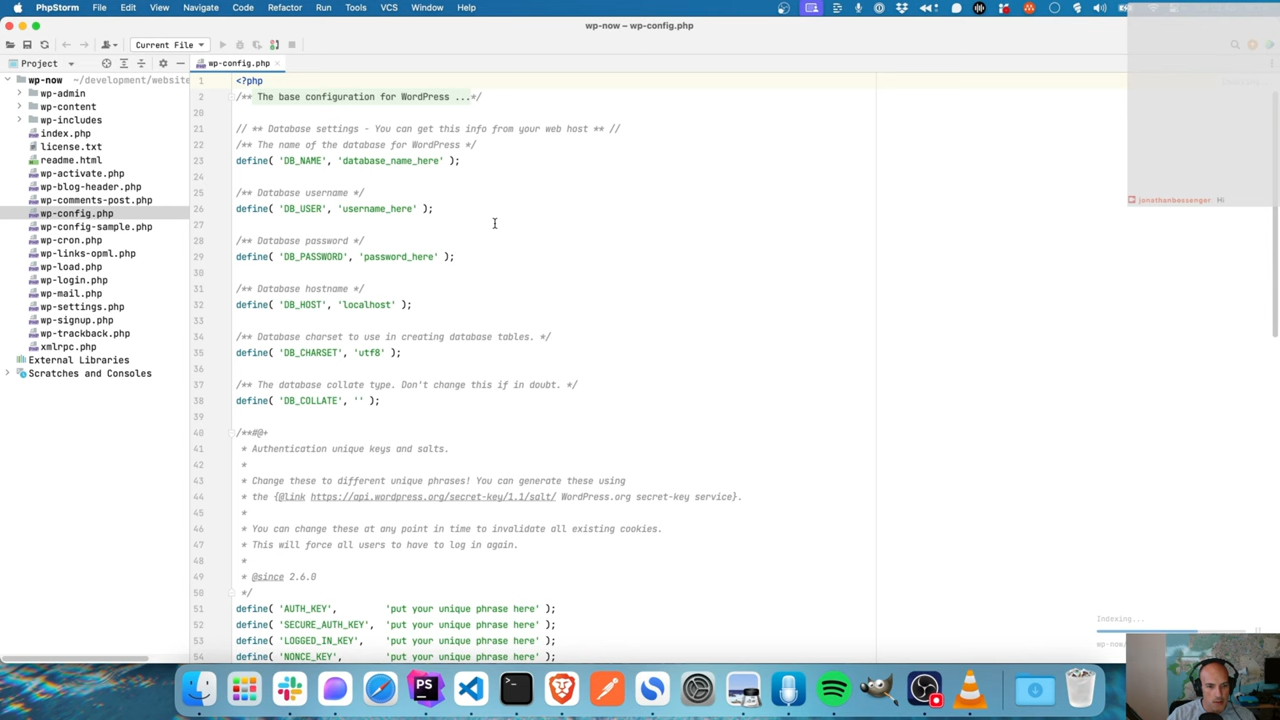 PhpStorm File Edit View Navigate Code Refactor Run Tools VCS Window Help
wp-now – wp-config.php
Current File
Project
wp-config.php
wp-now ~/development/website
wp-admin
wp-content
wp-includes
index.php
license.txt
readme.html
wp-activate.php
wp-blog-header.php
wp-comments-post.php
wp-config.php
wp-config-sample.php
wp-cron.php
wp-links-opml.php
wp-load.php
wp-login.php
wp-mail.php
wp-settings.php
wp-signup.php
wp-trackback.php
xmlrpc.php
External Libraries
Scratches and Consoles
1 <?php
2 /** The base configuration for WordPress ...*/
20
21 // ** Database settings - You can get this info from your web host ** //
22 /** The name of the database for WordPress */
23 define( 'DB_NAME', 'database_name_here' );
24
25 /** Database username */
26 define( 'DB_USER', 'username_here' );
27
28 /** Database password */
29 define( 'DB_PASSWORD', 'password_here' );
30
31 /** Database hostname */
32 define( 'DB_HOST', 'localhost' );
33
34 /** Database charset to use in creating database tables. */
35 define( 'DB_CHARSET', 'utf8' );
36
37 /** The database collate type. Don't change this if in doubt. */
38 define( 'DB_COLLATE', '' );
39
40 /**#@+
41 * Authentication unique keys and salts.
42 *
43 * Change these to different unique phrases! You can generate these using
44 * the {@link https://api.wordpress.org/secret-key/1.1/salt/ WordPress.org secret-key service}.
45 *
46 * You can change these at any point in time to invalidate all existing cookies.
47 * This will force all users to have to log in again.
48 *
49 * @since 2.6.0
50 */
51 define( 'AUTH_KEY', 'put your unique phrase here' );
52 define( 'SECURE_AUTH_KEY', 'put your unique phrase here' );
53 define( 'LOGGED_IN_KEY', 'put your unique phrase here' );
54 define( 'NONCE_KEY', 'put your unique phrase here' );
jonathanbossenger Hi
Indexing...
wp-now/
PS